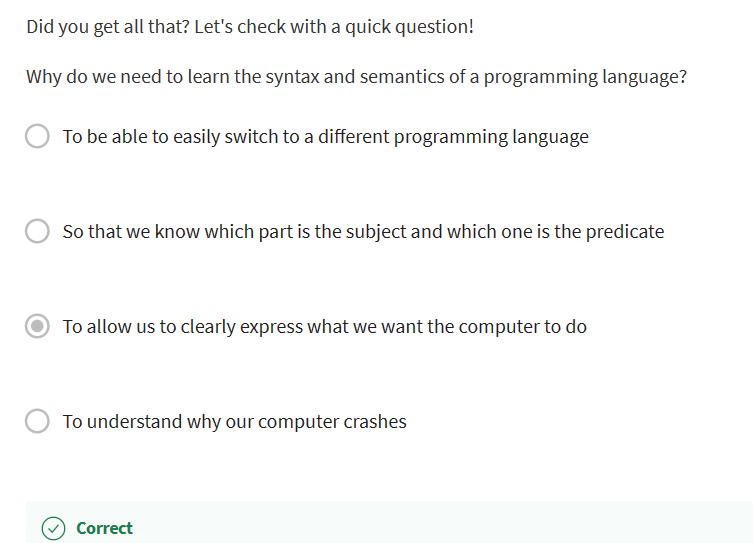 Did you get all that? Let's check with a quick question!
Why do we need to learn the syntax and semantics of a programming language?
To be able to easily switch to a different programming language
So that we know which part is the subject and which one is the predicate
To allow us to clearly express what we want the computer to do
To understand why our computer crashes
Correct